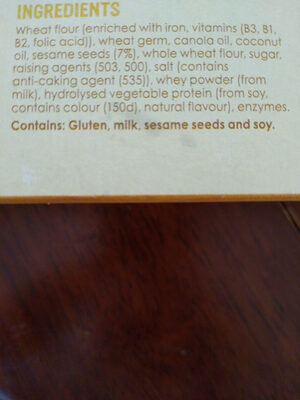 INGREDIENTS
Wheat flour (enriched with iron, vitamins (B3, B1,
B2, folic acid)), wheat germ, canola oil, coconut
oil, sesame seeds (7%), whole wheat flour, sugar,
raising agents (503, 500), salt (contains
anti-caking agent (535)), whey powder (from
milk), hydrolysed vegetable protein (from soy,
contains colour (150d), natural flavour), enzymes.
Contains: Gluten, milk, sesame seeds and soy.